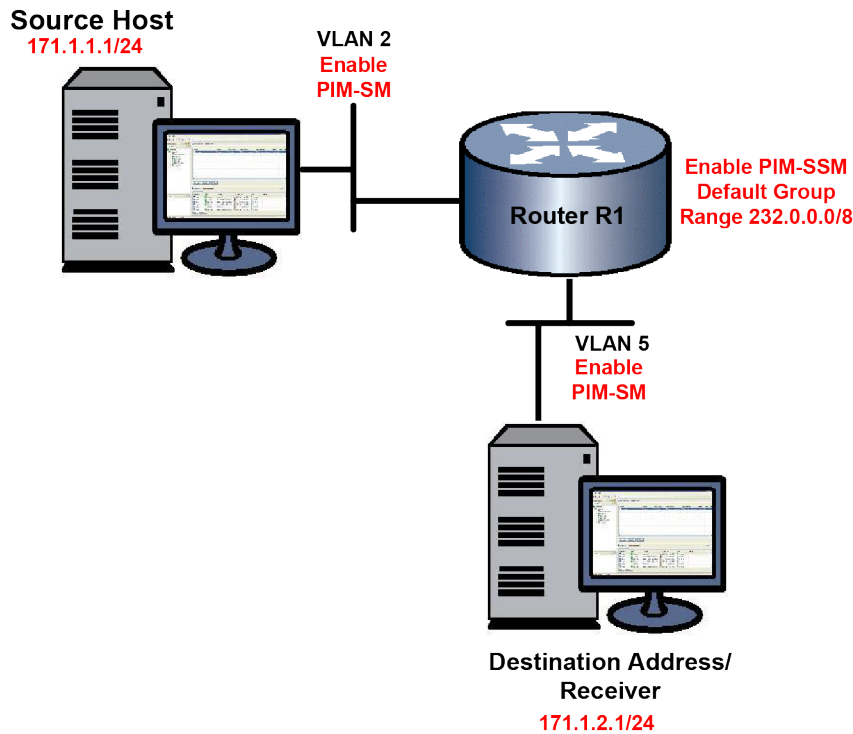 Source Host
171.1.1.1/24
VLAN 2
Enable
PIM-SM
Router R1
Enable PIM-SSM
Default Group
Range 232.0.0.0/8
VLAN 5
Enable
PIM-SM
Destination Address/
Receiver
171.1.2.1/24